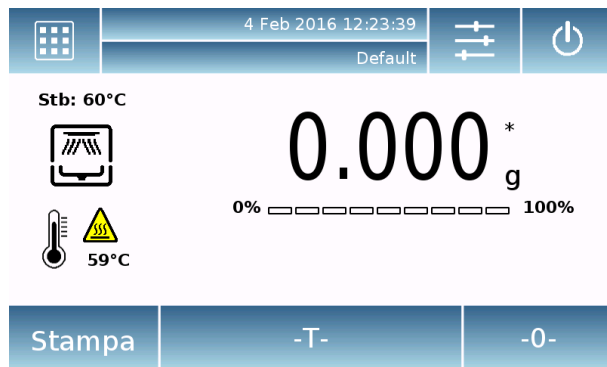 4 Feb 2016 12:23:39
Default
Stb: 60°C
0.000 *
g
0% 100%
59°C
Stampa -T- -0-